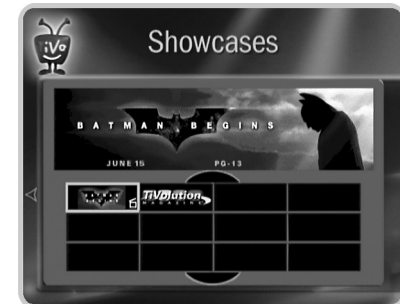 TiVo
Showcases
BATMAN BEGINS
JUNE 15 PG-13
TiVolution
MAGAZINE